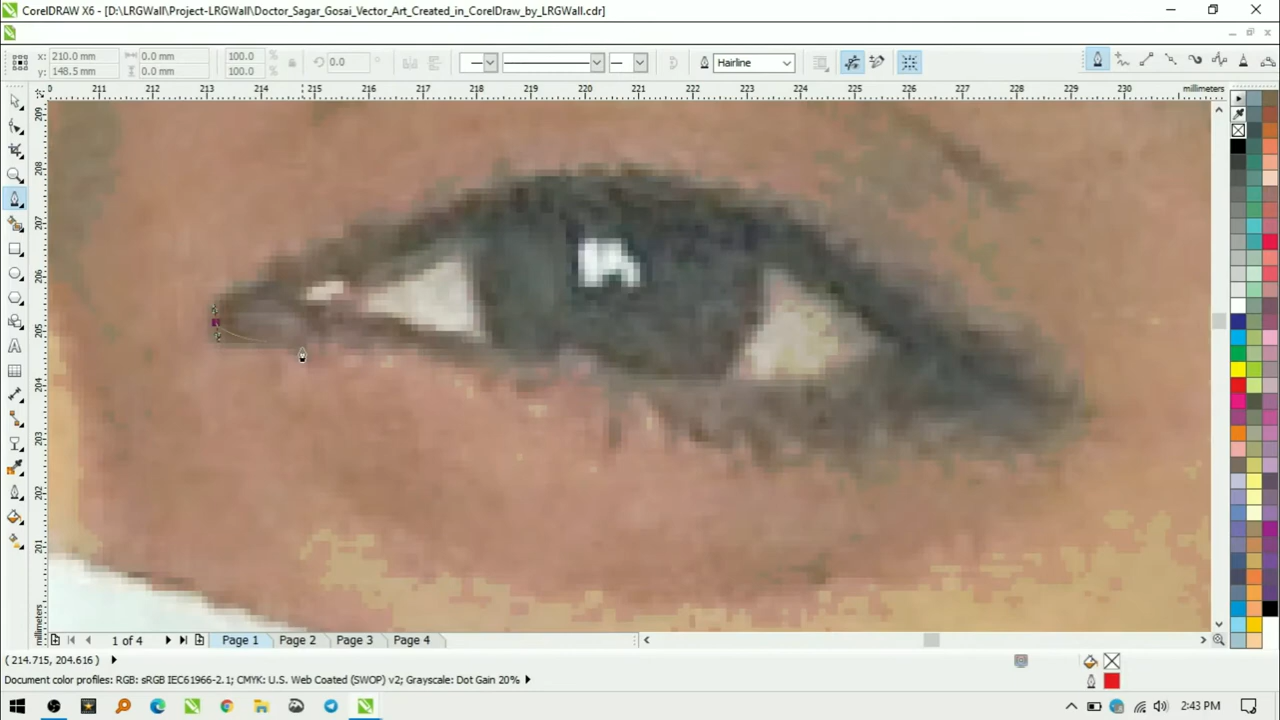 CorelDRAW X6 - [D:\LRGWall\Project-LRGWall\Doctor_Sagar_Gosai_Vector_Art_Created_in_CorelDraw_by_LRGWall.cdr]
x: 210.0 mm 0.0 mm 100.0 % 0.0 ° Hairline
y: 148.5 mm 0.0 mm 100.0 %
0 211 212 213 214 215 216 217 218 219 220 221 222 223 224 225 226 227 228 229 230 millimeters
209
208
207
206
205
204
203
202
201
millimeters
1 of 4 Page 1 Page 2 Page 3 Page 4
(214.715, 204.616)
Document color profiles: RGB: sRGB IEC61966-2.1; CMYK: U.S. Web Coated (SWOP) v2; Grayscale: Dot Gain 20%
2:43 PM